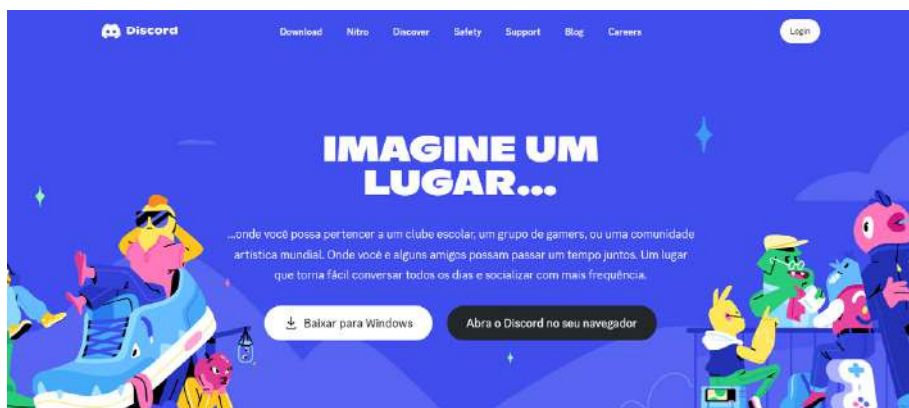 Discord
Download Nitro Discover Safety Support Blog Careers
Login
IMAGINE UM
LUGAR...
...onde você possa pertencer a um clube escolar, um grupo de gamers, ou uma comunidade
artística mundial. Onde você e alguns amigos possam passar um tempo juntos. Um lugar
que torna fácil conversar todos os dias e socializar com mais frequência.
Baixar para Windows
Abra o Discord no seu navegador